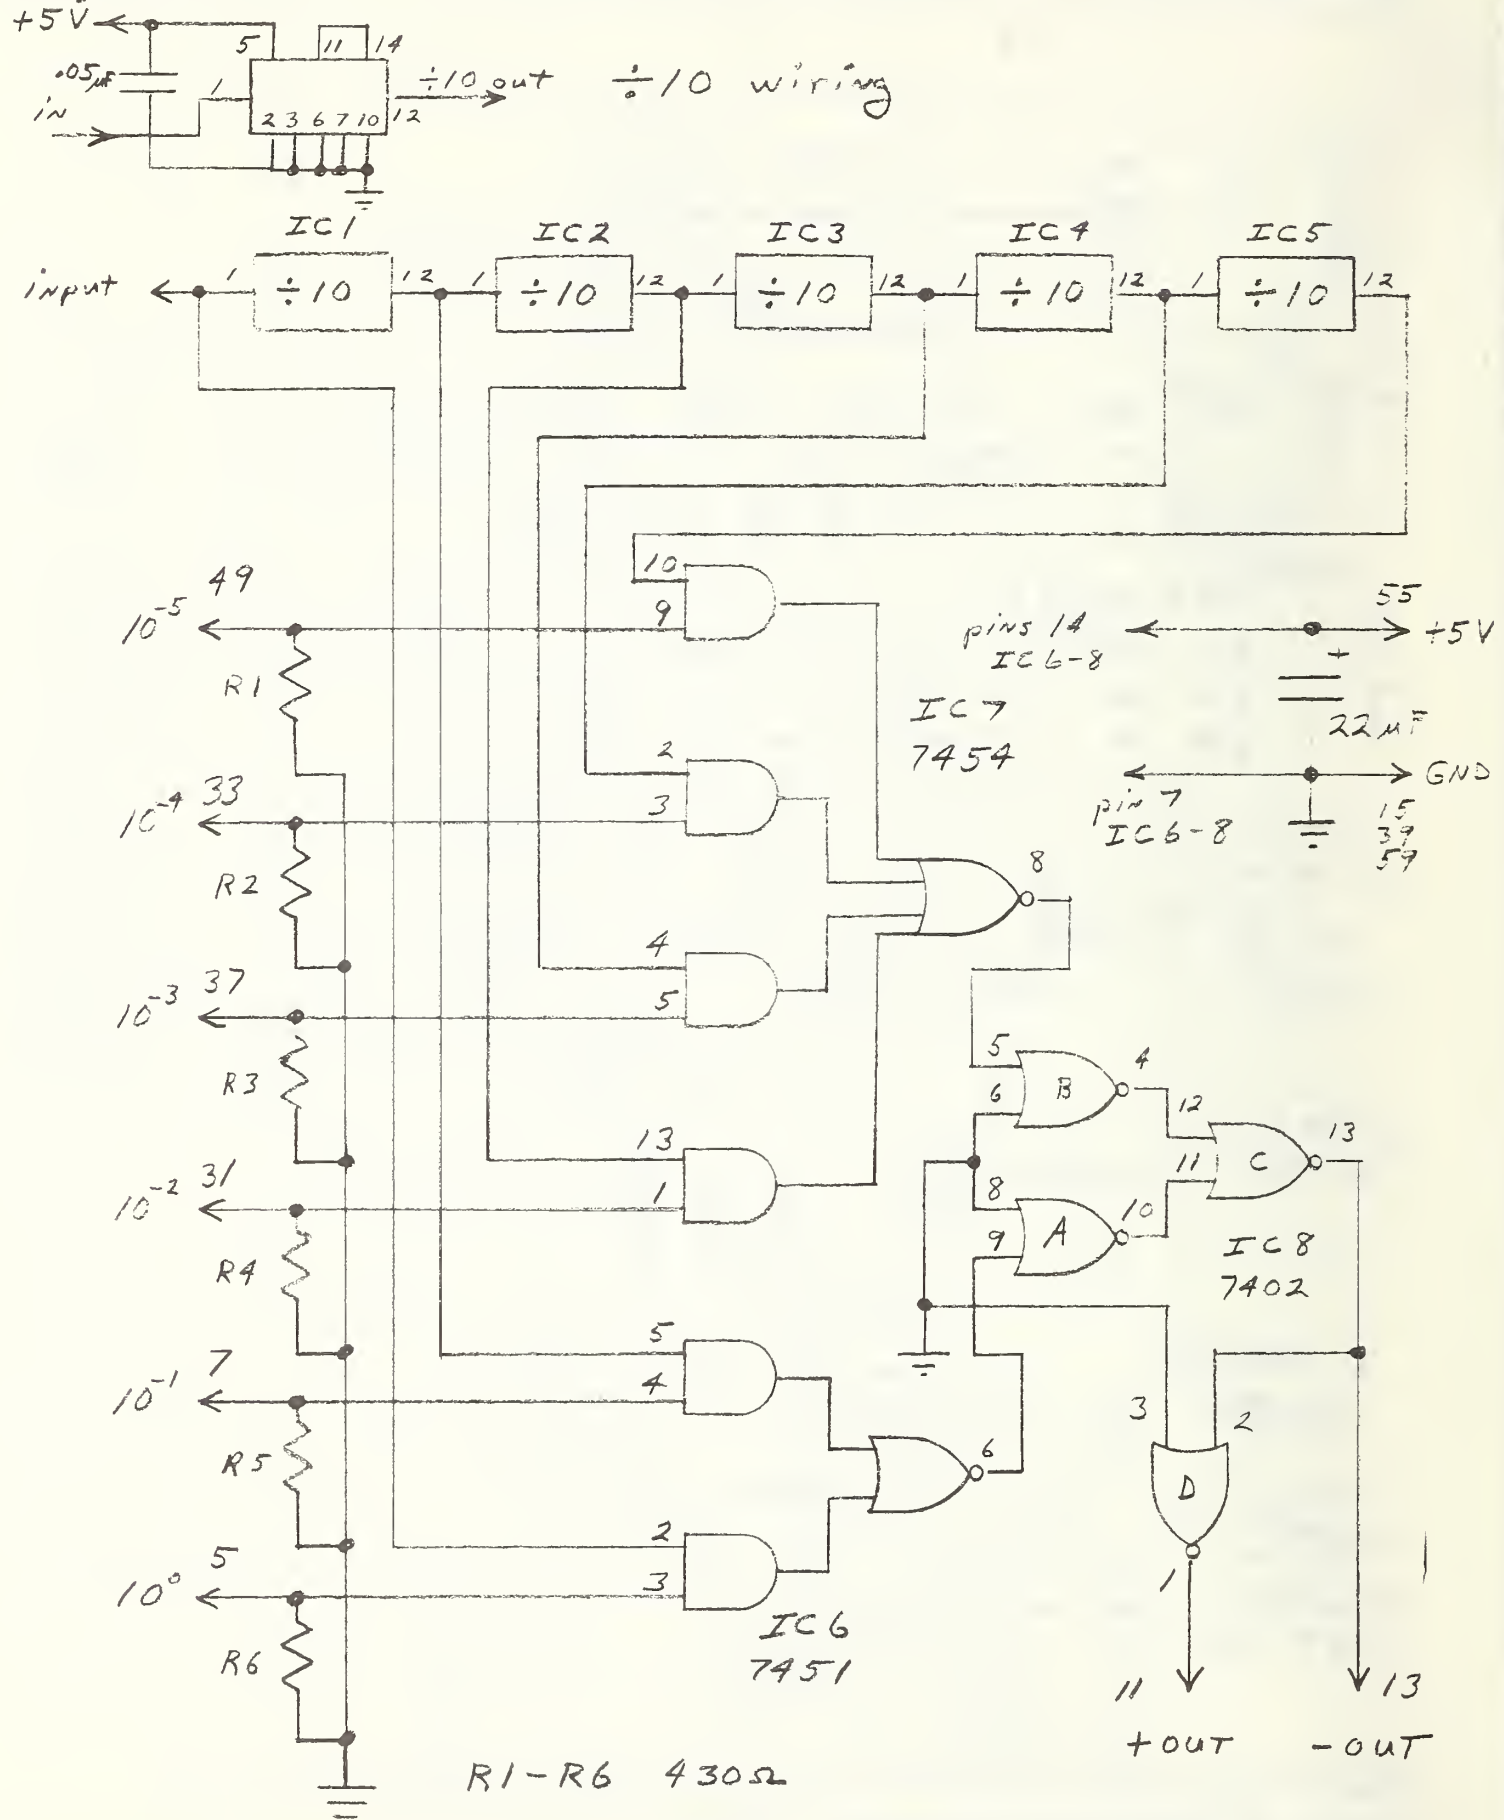 +5V
5 11 14
.05µF 1 ÷10 out ÷10 wiring
in 2 3 6 7 10 12
IC1 IC2 IC3 IC4 IC5
input 1 ÷10 12 1 ÷10 12 1 ÷10 12 1 ÷10 12 1 ÷10 12
10
49
10⁻⁵ 9
55
pins 14 +5V
IC6-8 +
R1
IC7
7454
22µF
2
33
10⁻⁴ 3
GND
pin 7
IC6-8
15
39
59
R2
8
4
37
10⁻³ 5
R3
5 4
6 B
12
13
11 C
13
31
10⁻² 1
8
10
9 A
IC8
7402
R4
5
7
10⁻¹ 4
3 2
R5
6
D
2
5
10⁰ 3
1
IC6
7451
R6
11 13
+OUT -OUT
R1-R6 430Ω